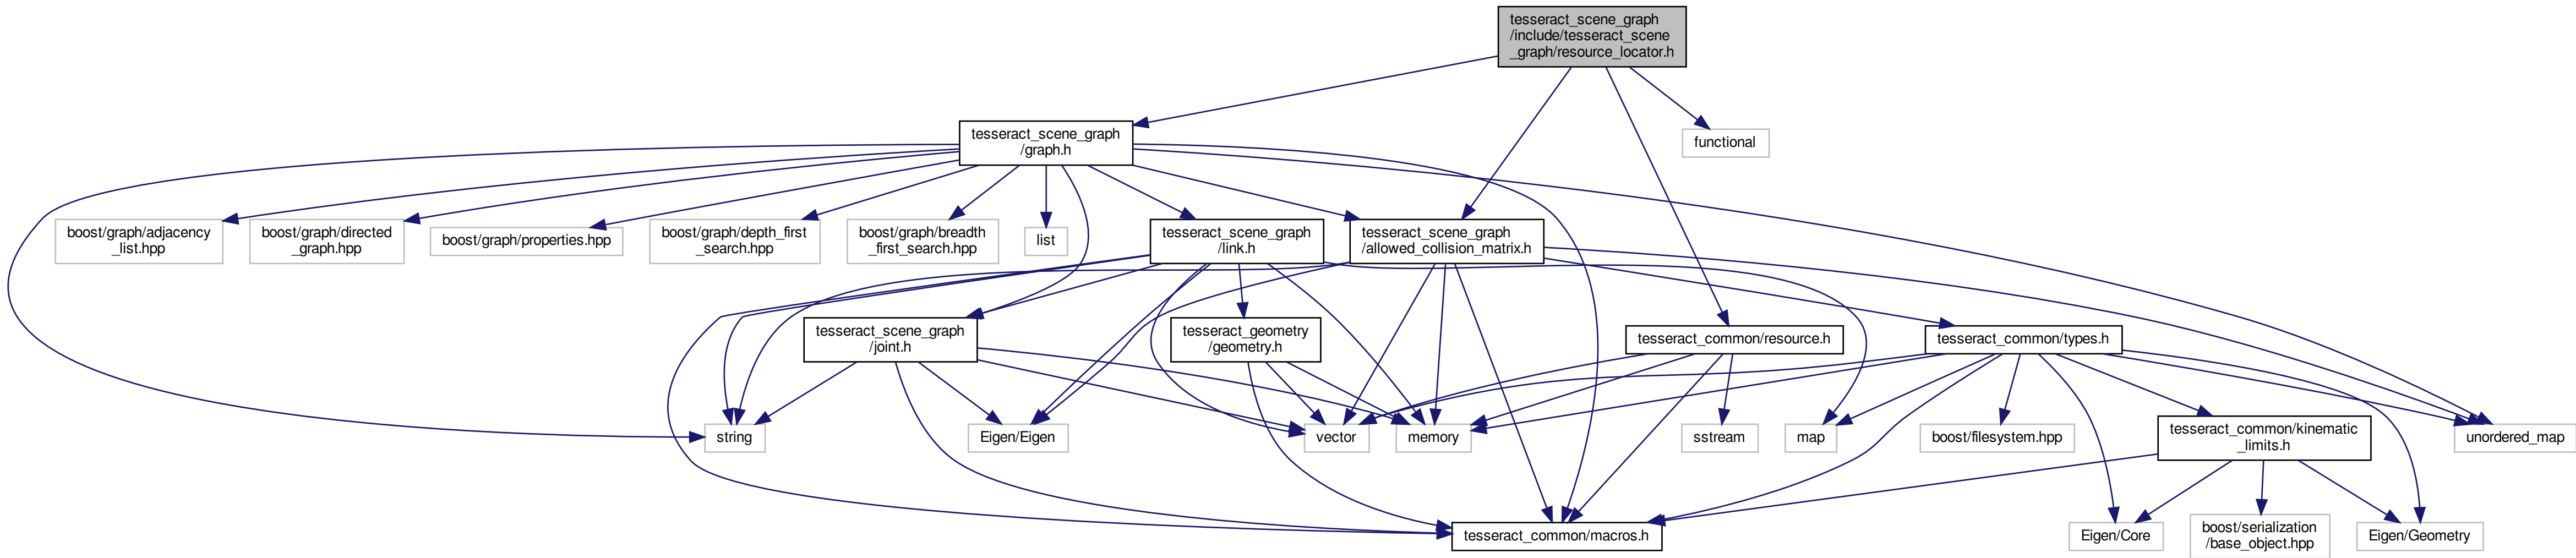 tesseract_scene_graph
/include/tesseract_scene
_graph/resource_locator.h
tesseract_scene_graph
/graph.h
functional
boost/graph/adjacency
_list.hpp
boost/graph/directed
_graph.hpp
boost/graph/properties.hpp
boost/graph/depth_first
_search.hpp
boost/graph/breadth
_first_search.hpp
list
tesseract_scene_graph
/link.h
tesseract_scene_graph
/allowed_collision_matrix.h
tesseract_scene_graph
/joint.h
tesseract_geometry
/geometry.h
tesseract_common/resource.h
tesseract_common/types.h
string
Eigen/Eigen
vector
memory
sstream
map
boost/filesystem.hpp
tesseract_common/kinematic
_limits.h
unordered_map
tesseract_common/macros.h
Eigen/Core
boost/serialization
/base_object.hpp
Eigen/Geometry